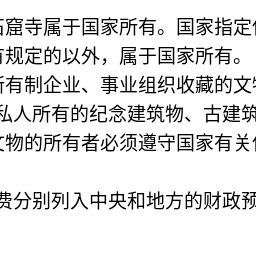 石窟寺属于国家所有。国家指定
有规定的以外，属于国家所有。
所有制企业、事业组织收藏的文
私人所有的纪念建筑物、古建筑
文物的所有者必须遵守国家有关
费分别列入中央和地方的财政预